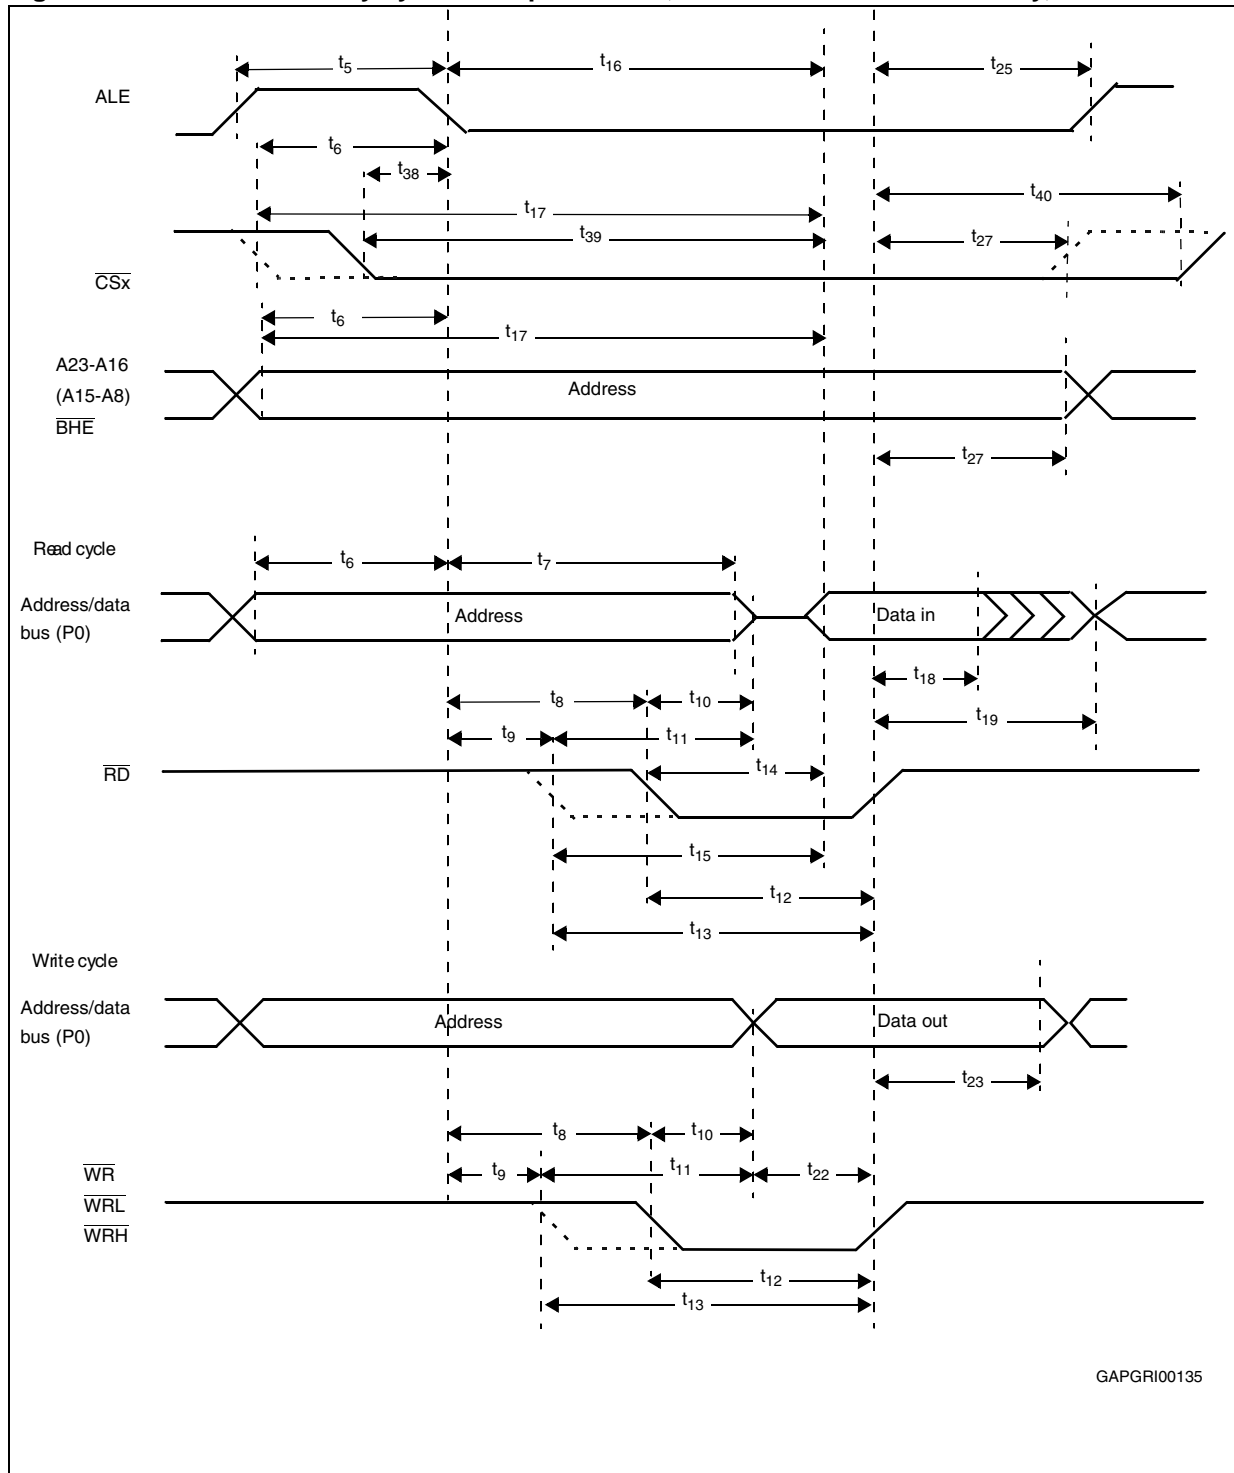 t5 t16 t25
ALE
t6
t38
t40
t17
t39 t27
CSx
t6
t17
A23-A16
(A15-A8) Address
BHE
t27
Read cycle
t6 t7
Address/data
bus (P0)
Address Data in
t18
t8 t10
t19
t9 t11
RD
t14
t15
t12
t13
Write cycle
Address/data
bus (P0)
Address Data out
t23
t8 t10
WR
t9 t11 t22
WRL
WRH
t12
t13
GAPGRI00135